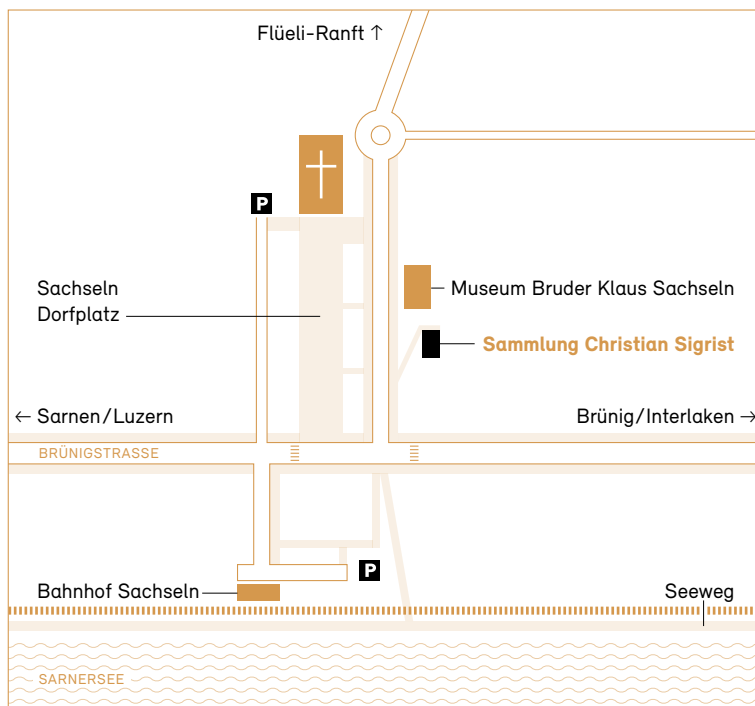 Flüeli-Ranft ↑
P
Sachseln
Dorfplatz
Museum Bruder Klaus Sachseln
Sammlung Christian Sigrist
← Sarnen/Luzern
Brünig/Interlaken →
BRÜNIGSTRASSE
P
Bahnhof Sachseln
Seeweg
SARNERSEE